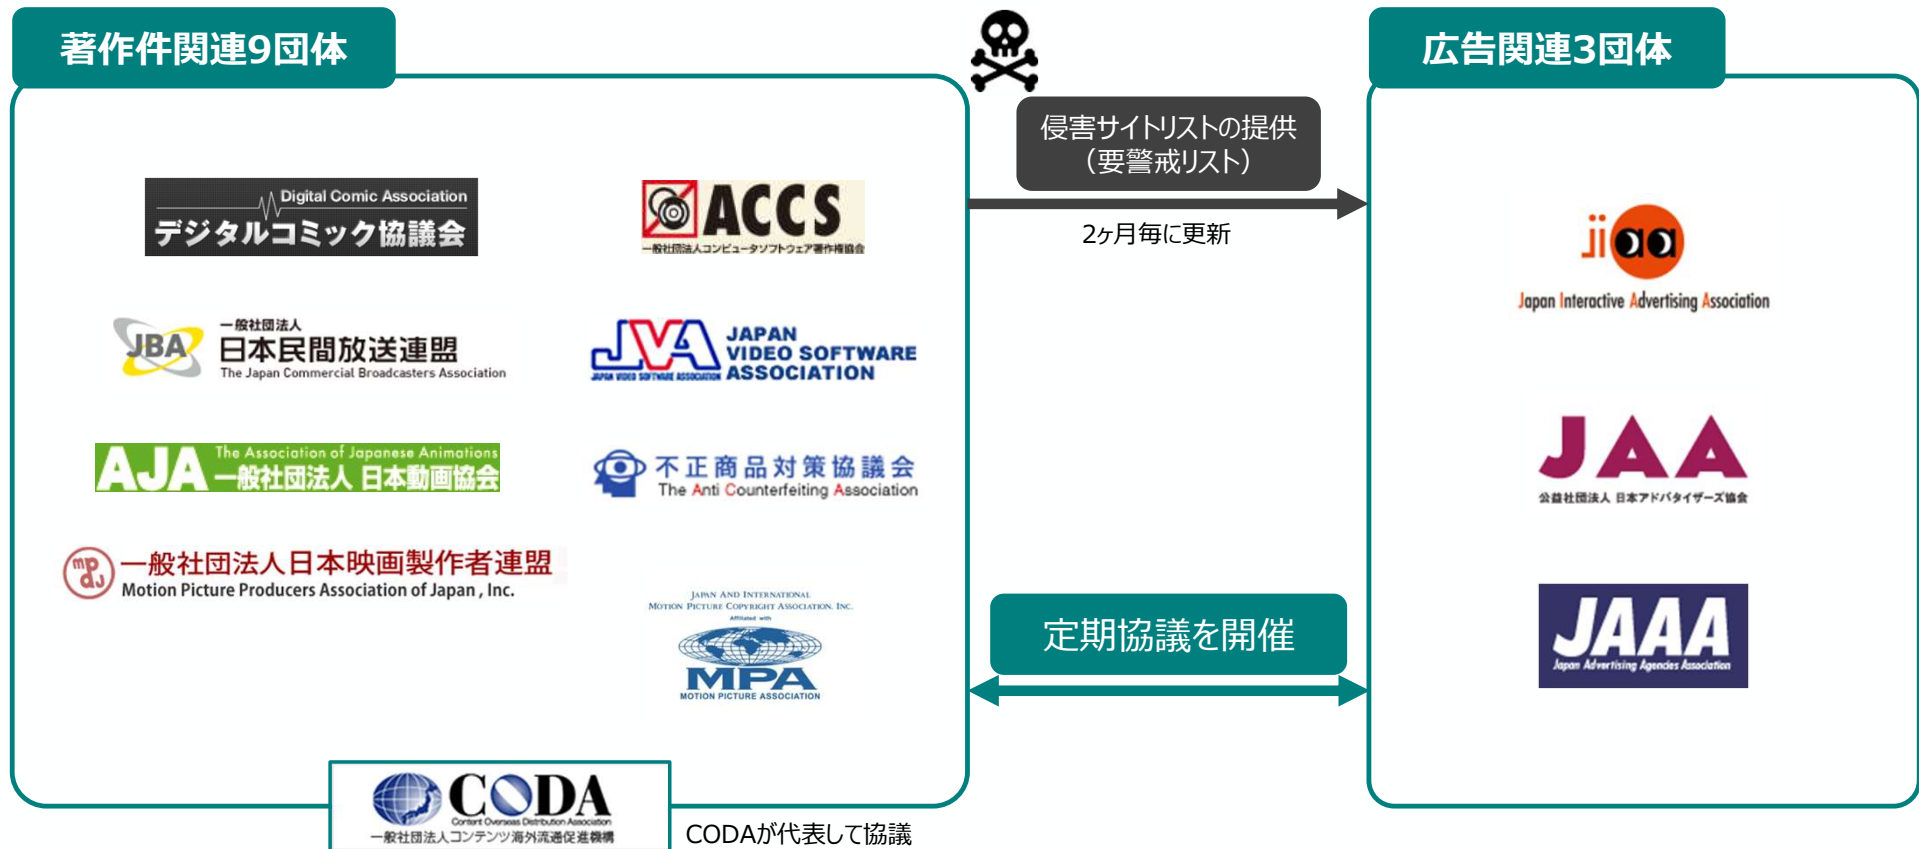 著作件関連9団体
Digital Comic Association
デジタルコミック協議会
ACCS
一般社団法人コンピュータソフトウェア著作権協会
JBA
一般社団法人
日本民間放送連盟
The Japan Commercial Broadcasters Association
JVA
JAPAN VIDEO SOFTWARE ASSOCIATION
JAPAN
VIDEO SOFTWARE
ASSOCIATION
AJA
The Association of Japanese Animations
一般社団法人 日本動画協会
不正商品対策協議会
The Anti Counterfeiting Association
mpaj
一般社団法人日本映画製作者連盟
Motion Picture Producers Association of Japan , Inc.
JAPAN AND INTERNATIONAL
MOTION PICTURE COPYRIGHT ASSOCIATION. INC.
Affiliated with
MPA
MOTION PICTURE ASSOCIATION
CODA
Content Overseas Distribution Association
一般社団法人コンテンツ海外流通促進機構
CODAが代表して協議
侵害サイトリストの提供
（要警戒リスト）
2ヶ月毎に更新
定期協議を開催
広告関連3団体
jiaa
Japan Interactive Advertising Association
JAA
公益社団法人 日本アドバタイザーズ協会
JAAA
Japan Advertising Agencies Association